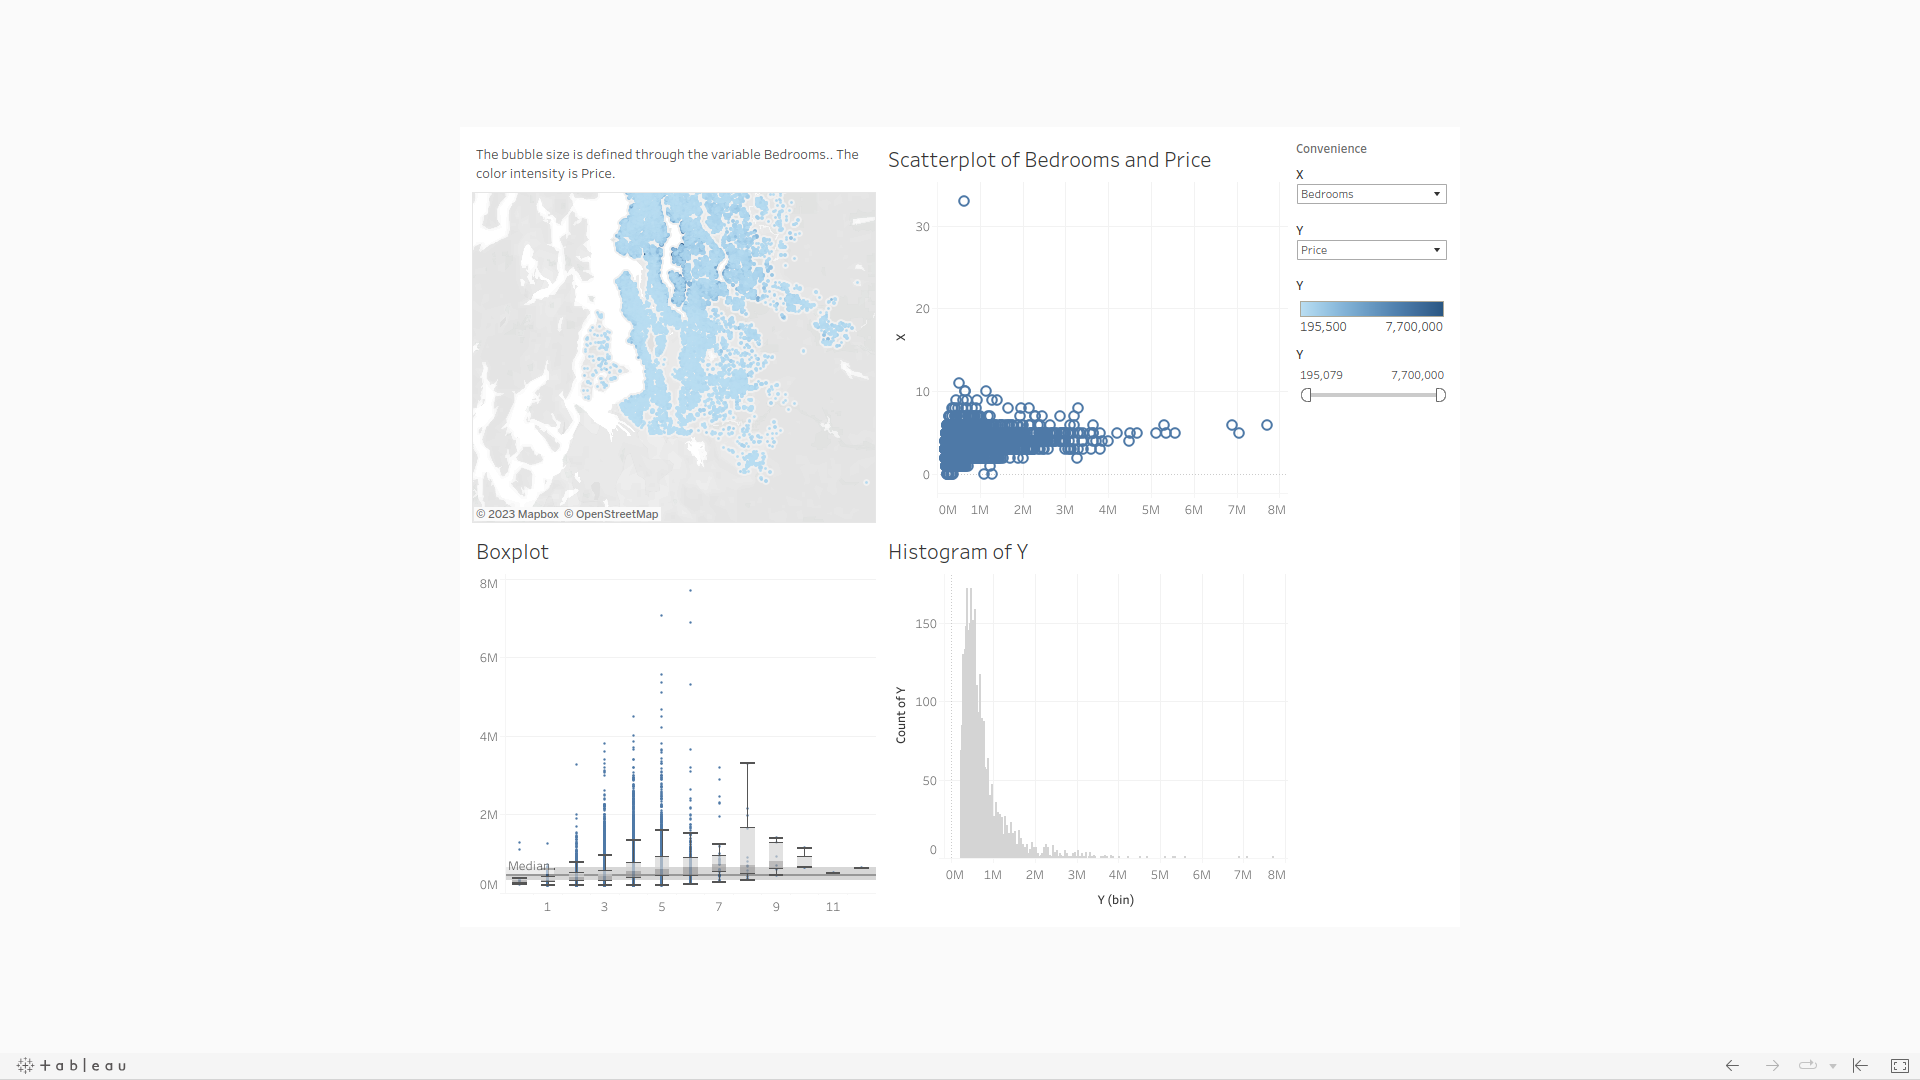 The bubble size is defined through the variable Bedrooms.. The
color intensity is Price.
© 2023 Mapbox © OpenStreetMap
Scatterplot of Bedrooms and Price
30
20
10
0
X
0M 1M 2M 3M 4M 5M 6M 7M 8M
Convenience
X
Bedrooms
Y
Price
Y
195,500 7,700,000
Y
195,079 7,700,000
Boxplot
8M
6M
4M
2M
0M
Median
1 3 5 7 9 11
Histogram of Y
150
100
50
0
Count of Y
0M 1M 2M 3M 4M 5M 6M 7M 8M
Y (bin)
+ableau